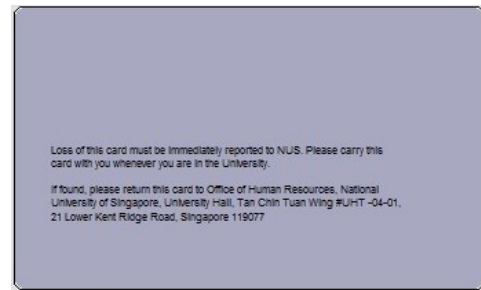 Loss of this card must be immediately reported to NUS. Please carry this
card with you whenever you are in the University.
If found, please return this card to Office of Human Resources, National
University of Singapore, University Hall, Tan Chin Tuan Wing #UHT -04-01,
21 Lower Kent Ridge Road, Singapore 119077